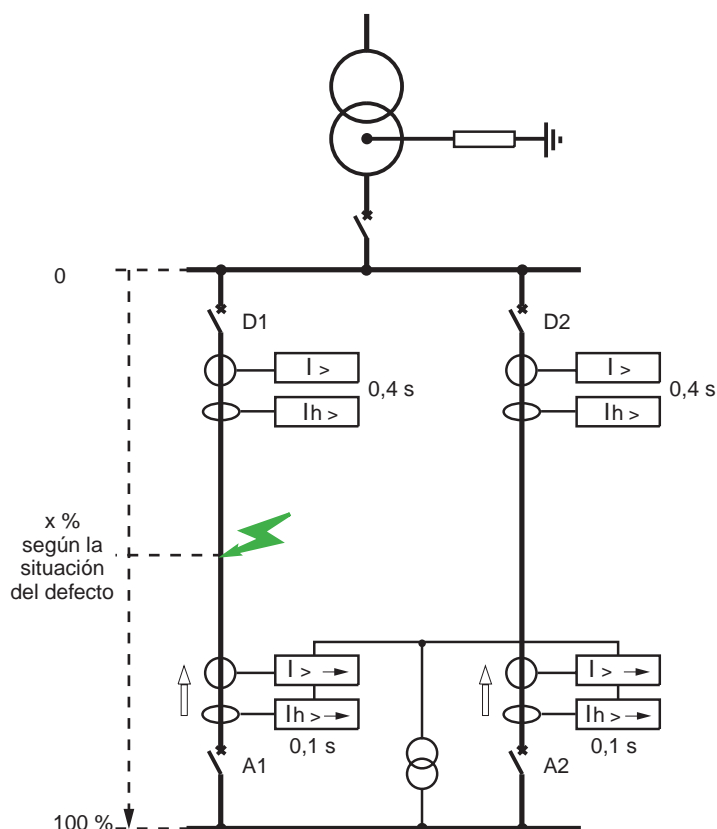 0
D1
D2
I >
I >
0,4 s
0,4 s
Ih >
Ih >
x %
según la
situación
del defecto
I >
I >
Ih >
Ih >
0,1 s
0,1 s
A1
A2
100 %